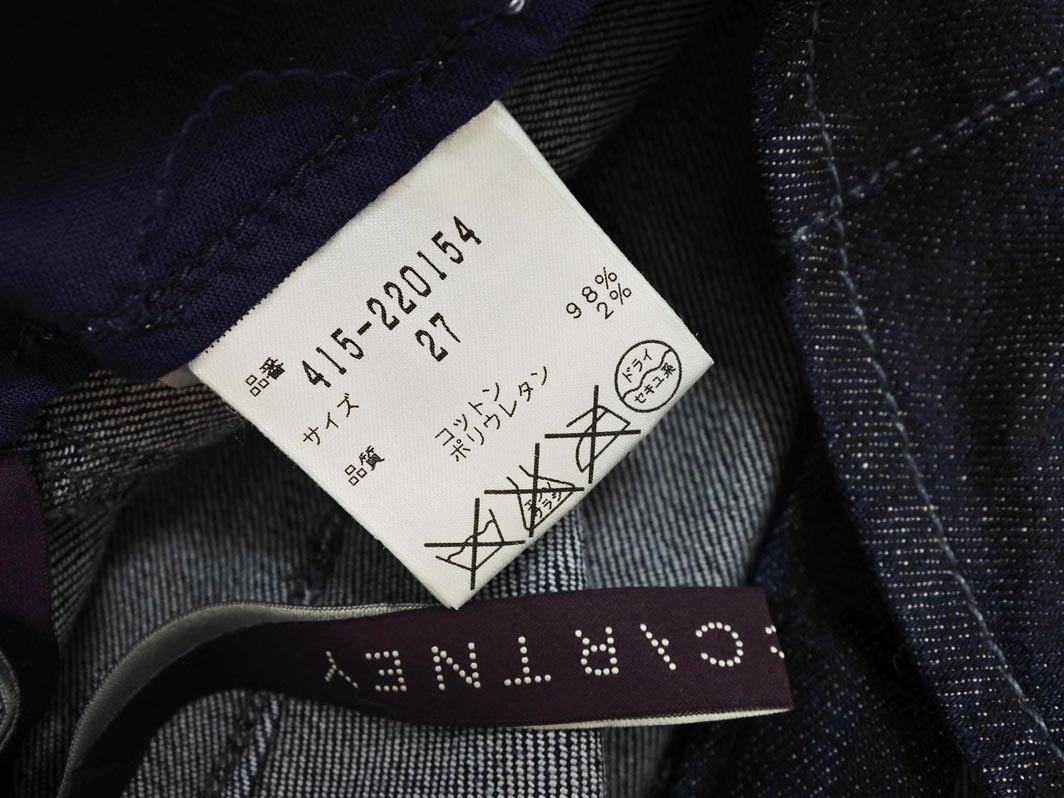 品番 415-220154
サイズ 27
品質 コットン 98%
ポリウレタン 2%
ドライ
セキユ系
CARTNEY